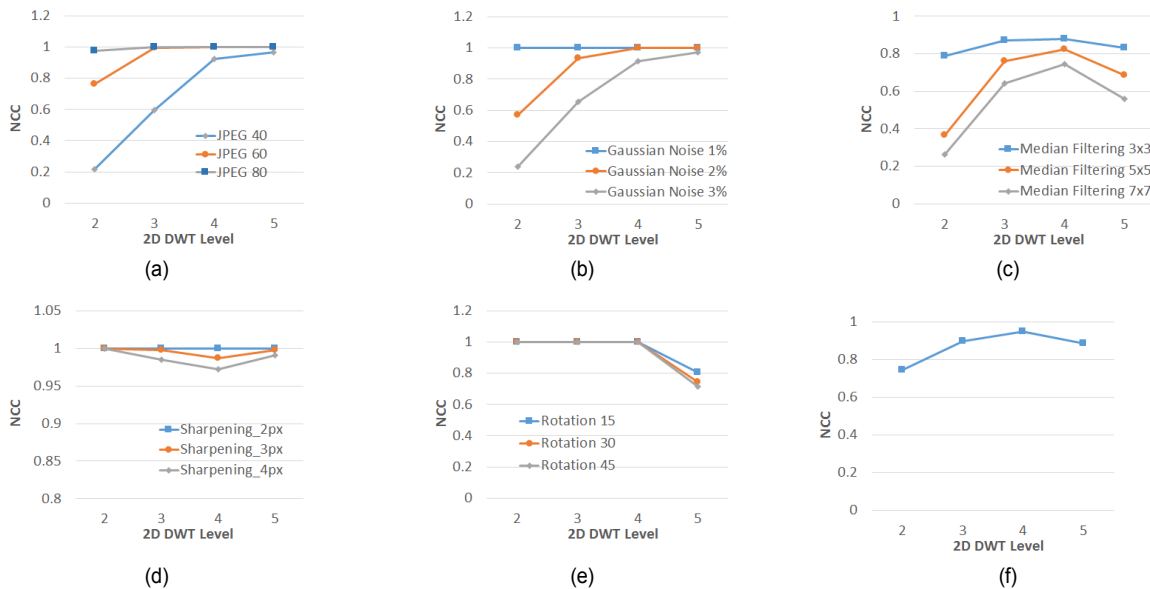 1.2
1
0.8
0.6
0.4
0.2
0
NCC
JPEG 40
JPEG 60
JPEG 80
2 3 4 5
2D DWT Level
(a)
1.2
1
0.8
0.6
0.4
0.2
0
NCC
Gaussian Noise 1%
Gaussian Noise 2%
Gaussian Noise 3%
2 3 4 5
2D DWT Level
(b)
1
0.8
0.6
0.4
0.2
0
NCC
Median Filtering 3x3
Median Filtering 5x5
Median Filtering 7x7
2 3 4 5
2D DWT Level
(c)
1.05
1
0.95
0.9
0.85
0.8
NCC
Sharpening_2px
Sharpening_3px
Sharpening_4px
2 3 4 5
2D DWT Level
(d)
1.2
1
0.8
0.6
0.4
0.2
0
NCC
Rotation 15
Rotation 30
Rotation 45
2 3 4 5
2D DWT Level
(e)
1
0.8
0.6
0.4
0.2
0
NCC
2 3 4 5
2D DWT Level
(f)